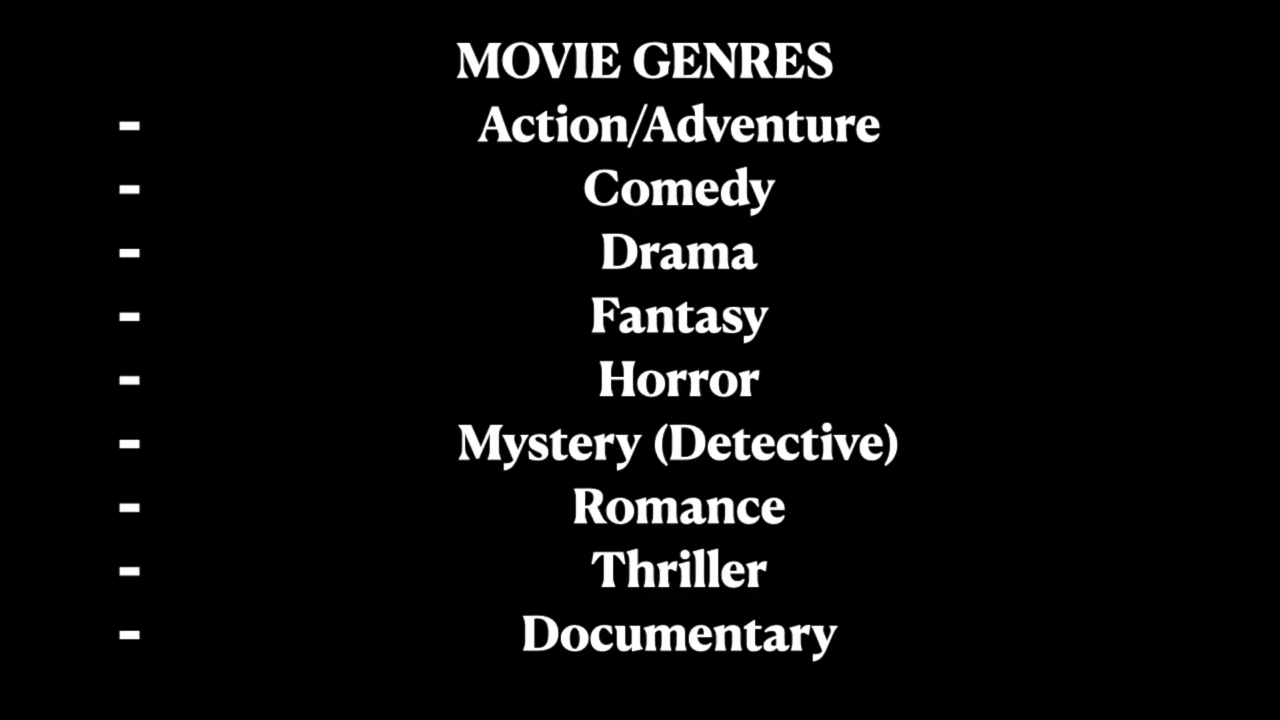 MOVIE GENRES
- Action/Adventure
- Comedy
- Drama
- Fantasy
- Horror
- Mystery (Detective)
- Romance
- Thriller
- Documentary